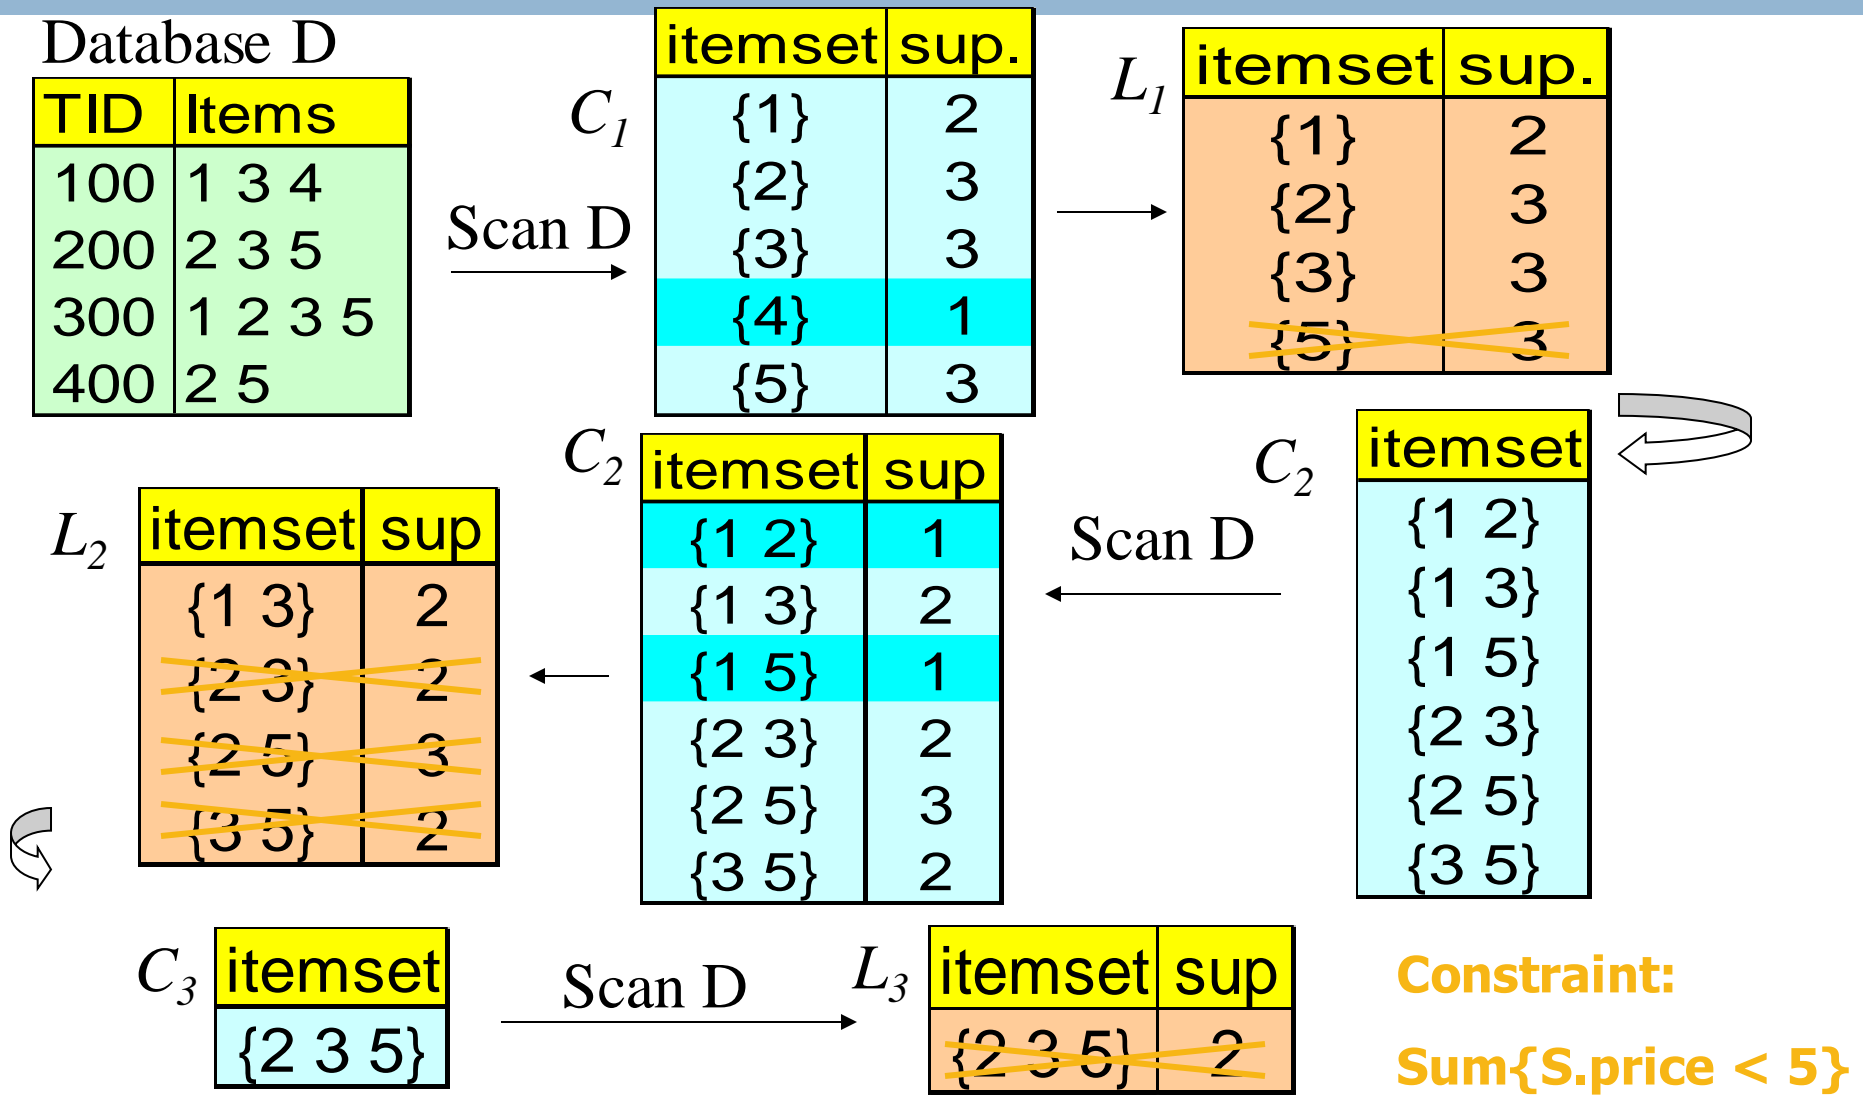 Database D
TID Items
100 1 3 4
200 2 3 5
300 1 2 3 5
400 2 5
Scan D
C1
itemset sup.
{1} 2
{2} 3
{3} 3
{4} 1
{5} 3
L1
itemset sup.
{1} 2
{2} 3
{3} 3
{5} 3
C2
itemset
{1 2}
{1 3}
{1 5}
{2 3}
{2 5}
{3 5}
Scan D
C2
itemset sup
{1 2} 1
{1 3} 2
{1 5} 1
{2 3} 2
{2 5} 3
{3 5} 2
L2
itemset sup
{1 3} 2
{2 3} 2
{2 5} 3
{3 5} 2
C3
itemset
{2 3 5}
Scan D
L3
itemset sup
{2 3 5} 2
Constraint:
Sum{S.price < 5}